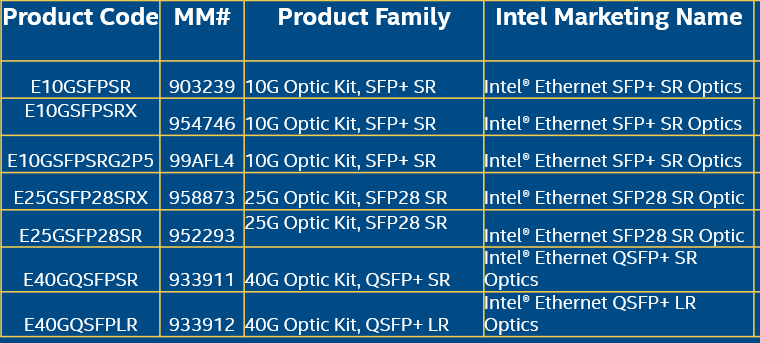 Product Code MM# Product Family Intel Marketing Name
E10GSFPSR 903239 10G Optic Kit, SFP+ SR Intel® Ethernet SFP+ SR Optics
E10GSFPSRX 954746 10G Optic Kit, SFP+ SR Intel® Ethernet SFP+ SR Optics
E10GSFPSRG2P5 99AFL4 10G Optic Kit, SFP+ SR Intel® Ethernet SFP+ SR Optics
E25GSFP28SRX 958873 25G Optic Kit, SFP28 SR Intel® Ethernet SFP28 SR Optic
E25GSFP28SR 952293 25G Optic Kit, SFP28 SR Intel® Ethernet SFP28 SR Optic
E40GQSFPSR 933911 40G Optic Kit, QSFP+ SR Intel® Ethernet QSFP+ SR
Optics
E40GQSFPLR 933912 40G Optic Kit, QSFP+ LR Intel® Ethernet QSFP+ LR
Optics